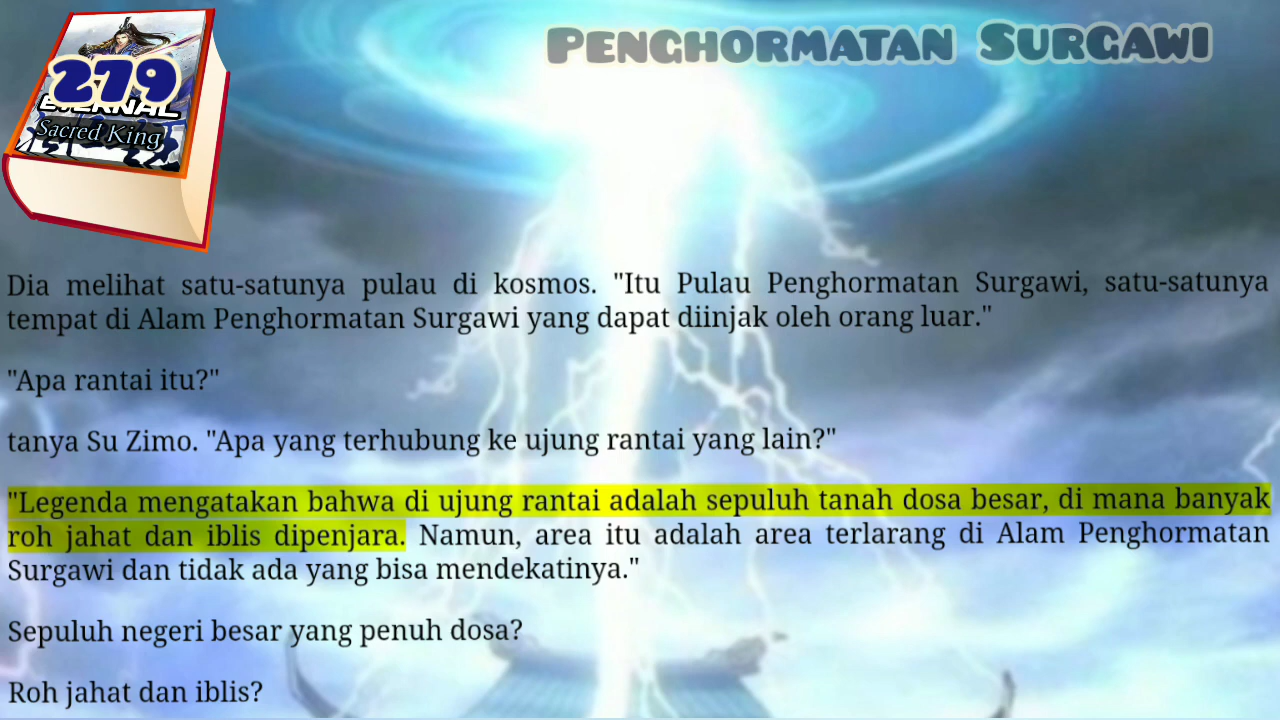 Penghormatan Surgawi
279
ETERNAL
Sacred King
Dia melihat satu-satunya pulau di kosmos. "Itu Pulau Penghormatan Surgawi, satu-satunya
tempat di Alam Penghormatan Surgawi yang dapat diinjak oleh orang luar."
"Apa rantai itu?"
tanya Su Zimo. "Apa yang terhubung ke ujung rantai yang lain?"
"Legenda mengatakan bahwa di ujung rantai adalah sepuluh tanah dosa besar, di mana banyak
roh jahat dan iblis dipenjara. Namun, area itu adalah area terlarang di Alam Penghormatan
Surgawi dan tidak ada yang bisa mendekatinya."
Sepuluh negeri besar yang penuh dosa?
Roh jahat dan iblis?